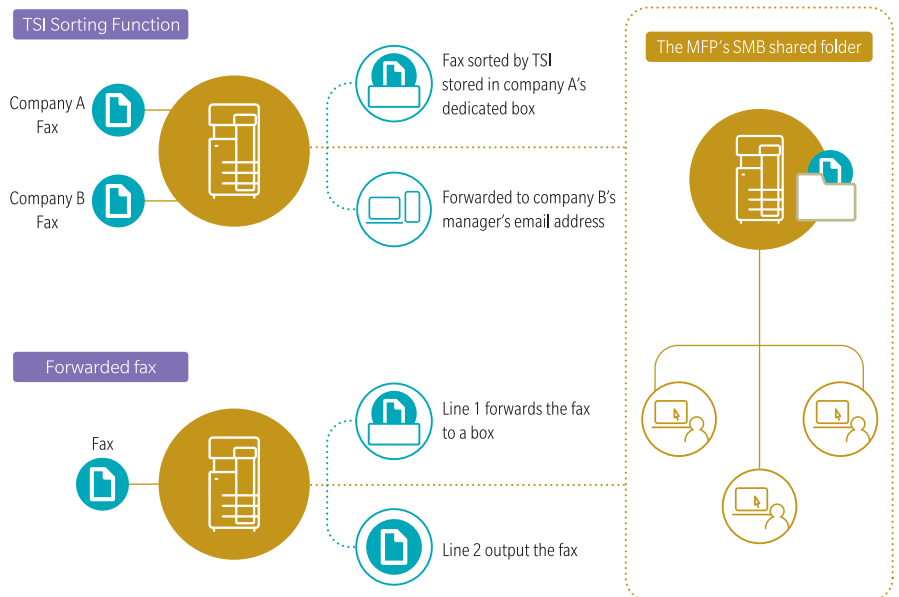 TSI Sorting Function
Company A
Fax
Company B
Fax
Fax sorted by TSI
stored in company A's
dedicated box
Forwarded to company B's
manager's email address
The MFP's SMB shared folder
Forwarded fax
Fax
Line 1 forwards the fax
to a box
Line 2 output the fax